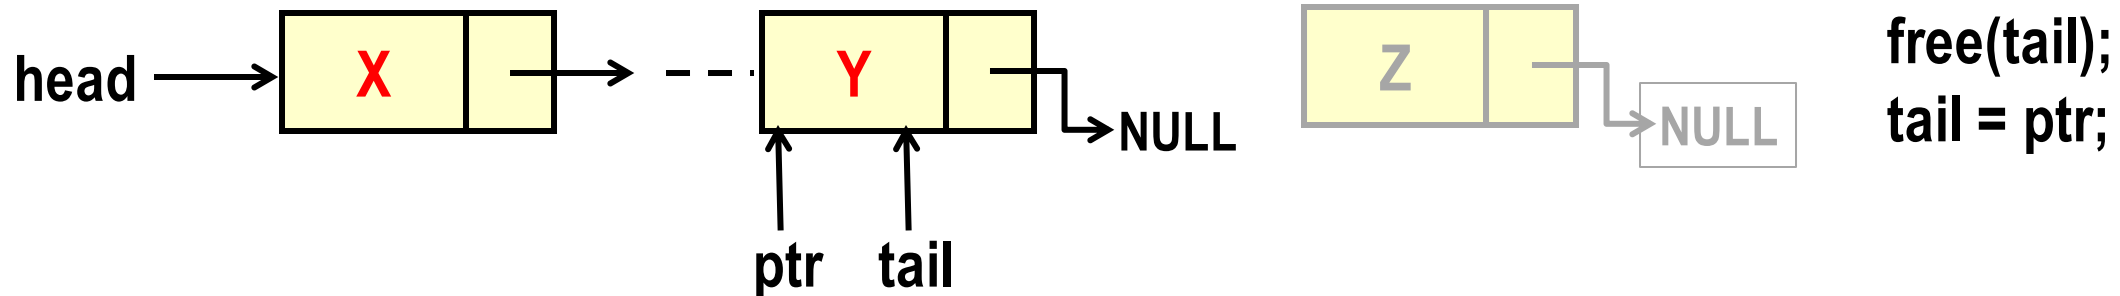 head
X
Y
NULL
Z
NULL
free(tail);
tail = ptr;
ptr
tail